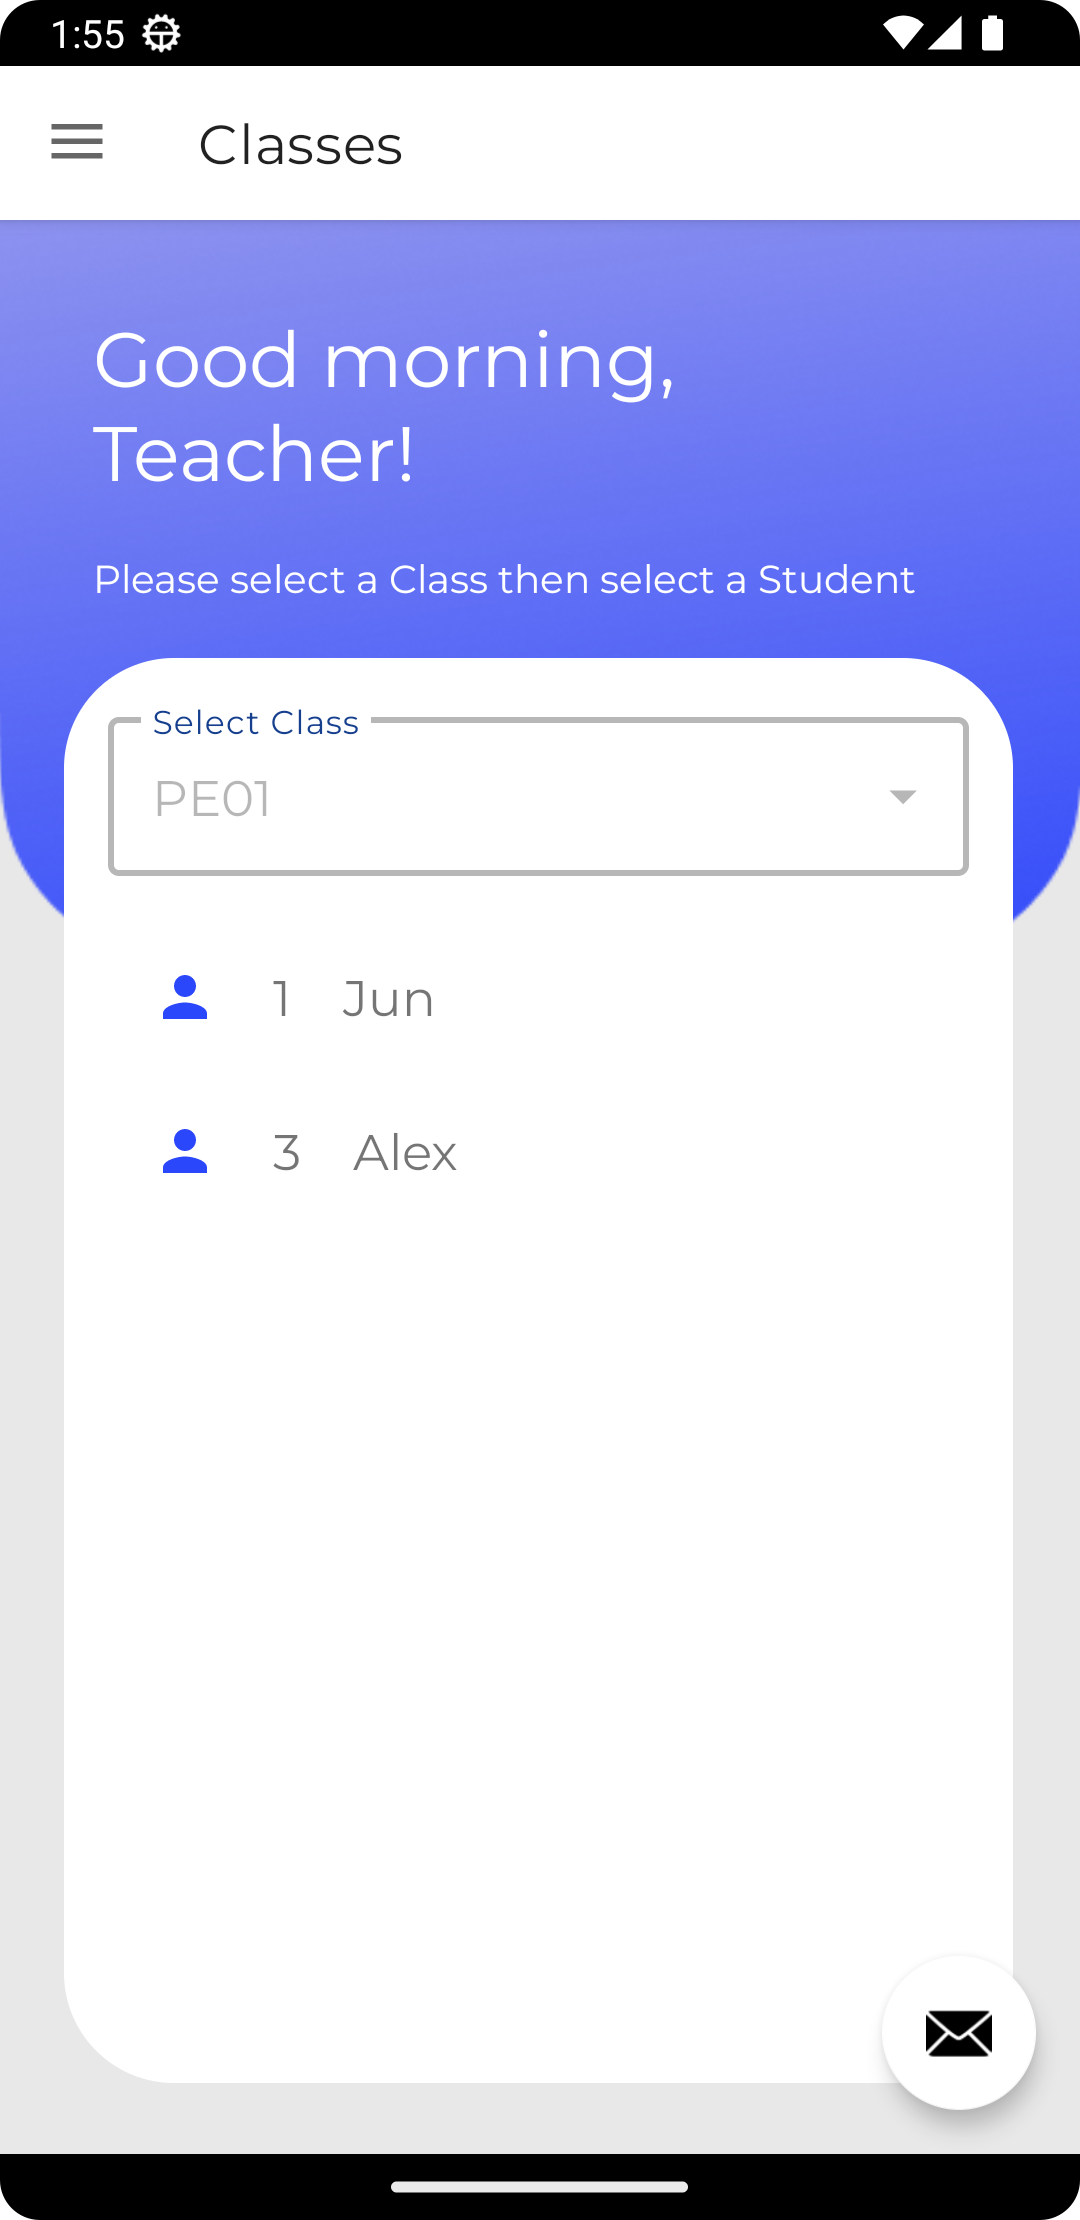 1:55
Classes
Good morning,
Teacher!
Please select a Class then select a Student
Select Class
PE01
1 Jun
3 Alex